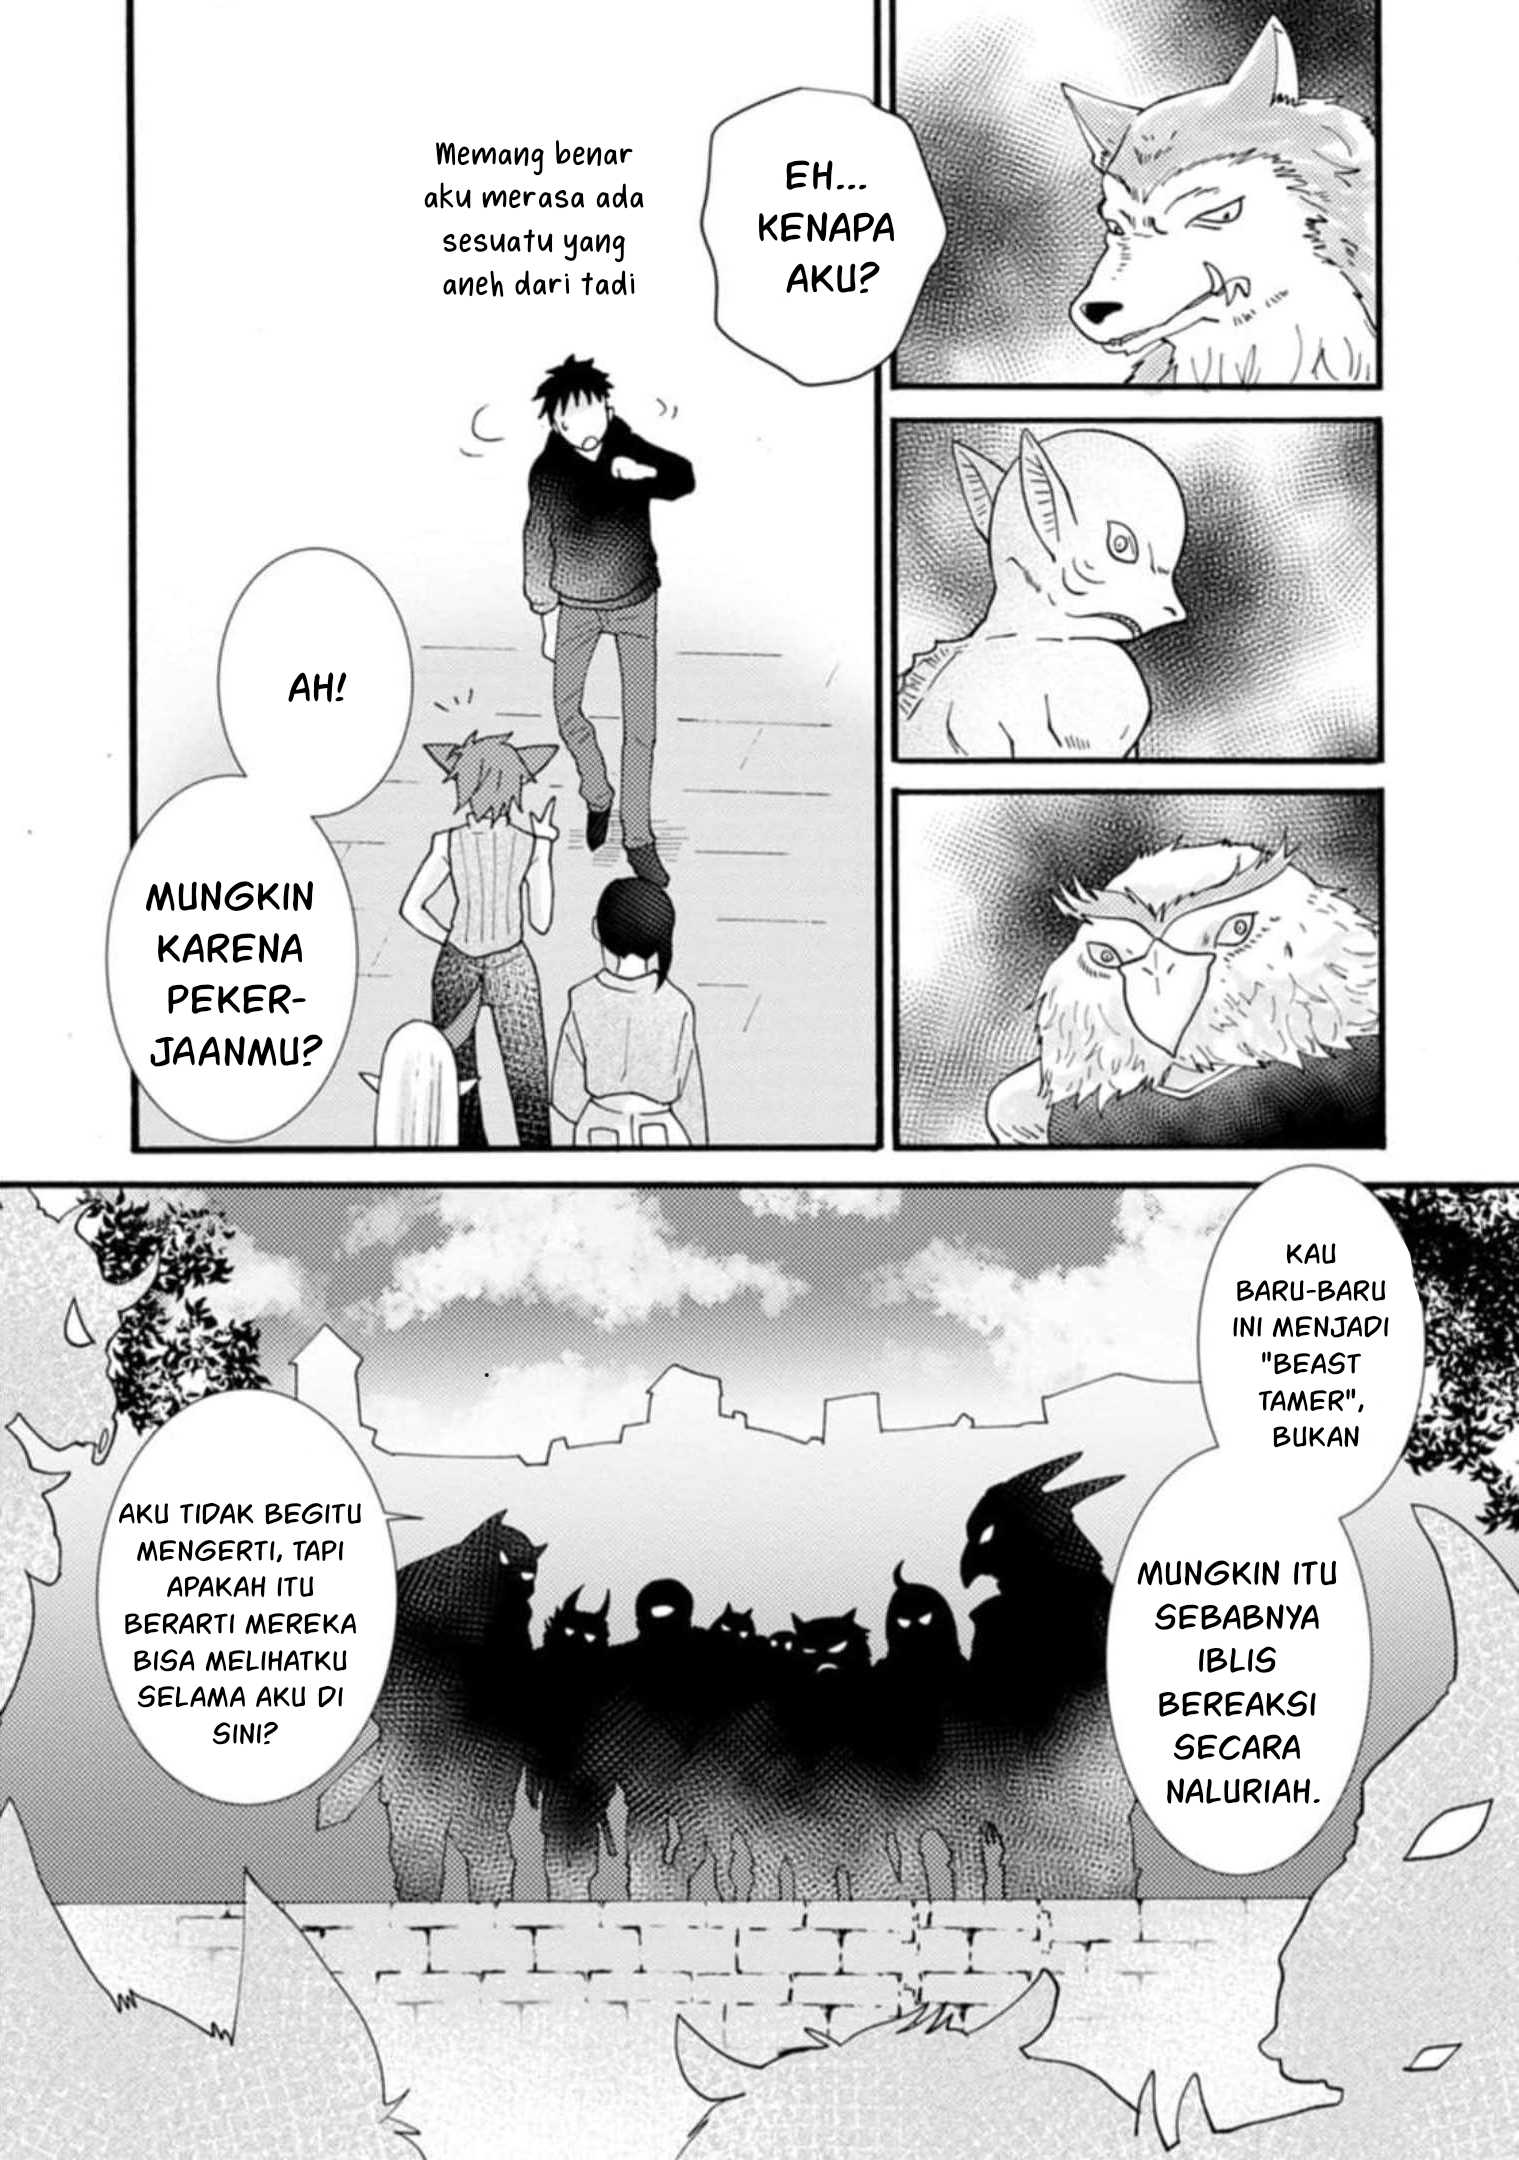 EH...
KENAPA
AKU?
Memang benar
aku merasa ada
sesuatu yang
aneh dari tadi
AH!
MUNGKIN
KARENA
PEKER-
JAANMU?
KAU
BARU-BARU
INI MENJADI
"BEAST
TAMER",
BUKAN
MUNGKIN ITU
SEBABNYA
IBLIS
BEREAKSI
SECARA
NALURIAH.
AKU TIDAK BEGITU
MENGERTI, TAPI
APAKAH ITU
BERARTI MEREKA
BISA MELIHATKU
SELAMA AKU DI
SINI?